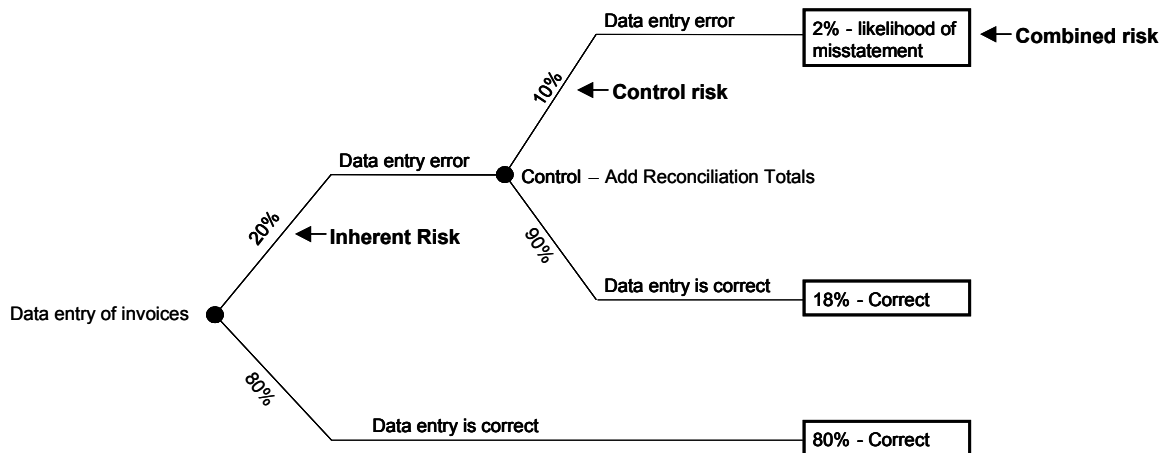 Data entry error
2% - likelihood of
misstatement
Combined risk
10%
Control risk
Data entry error
Control – Add Reconciliation Totals
20%
Inherent Risk
90%
Data entry is correct
18% - Correct
Data entry of invoices
80%
Data entry is correct
80% - Correct